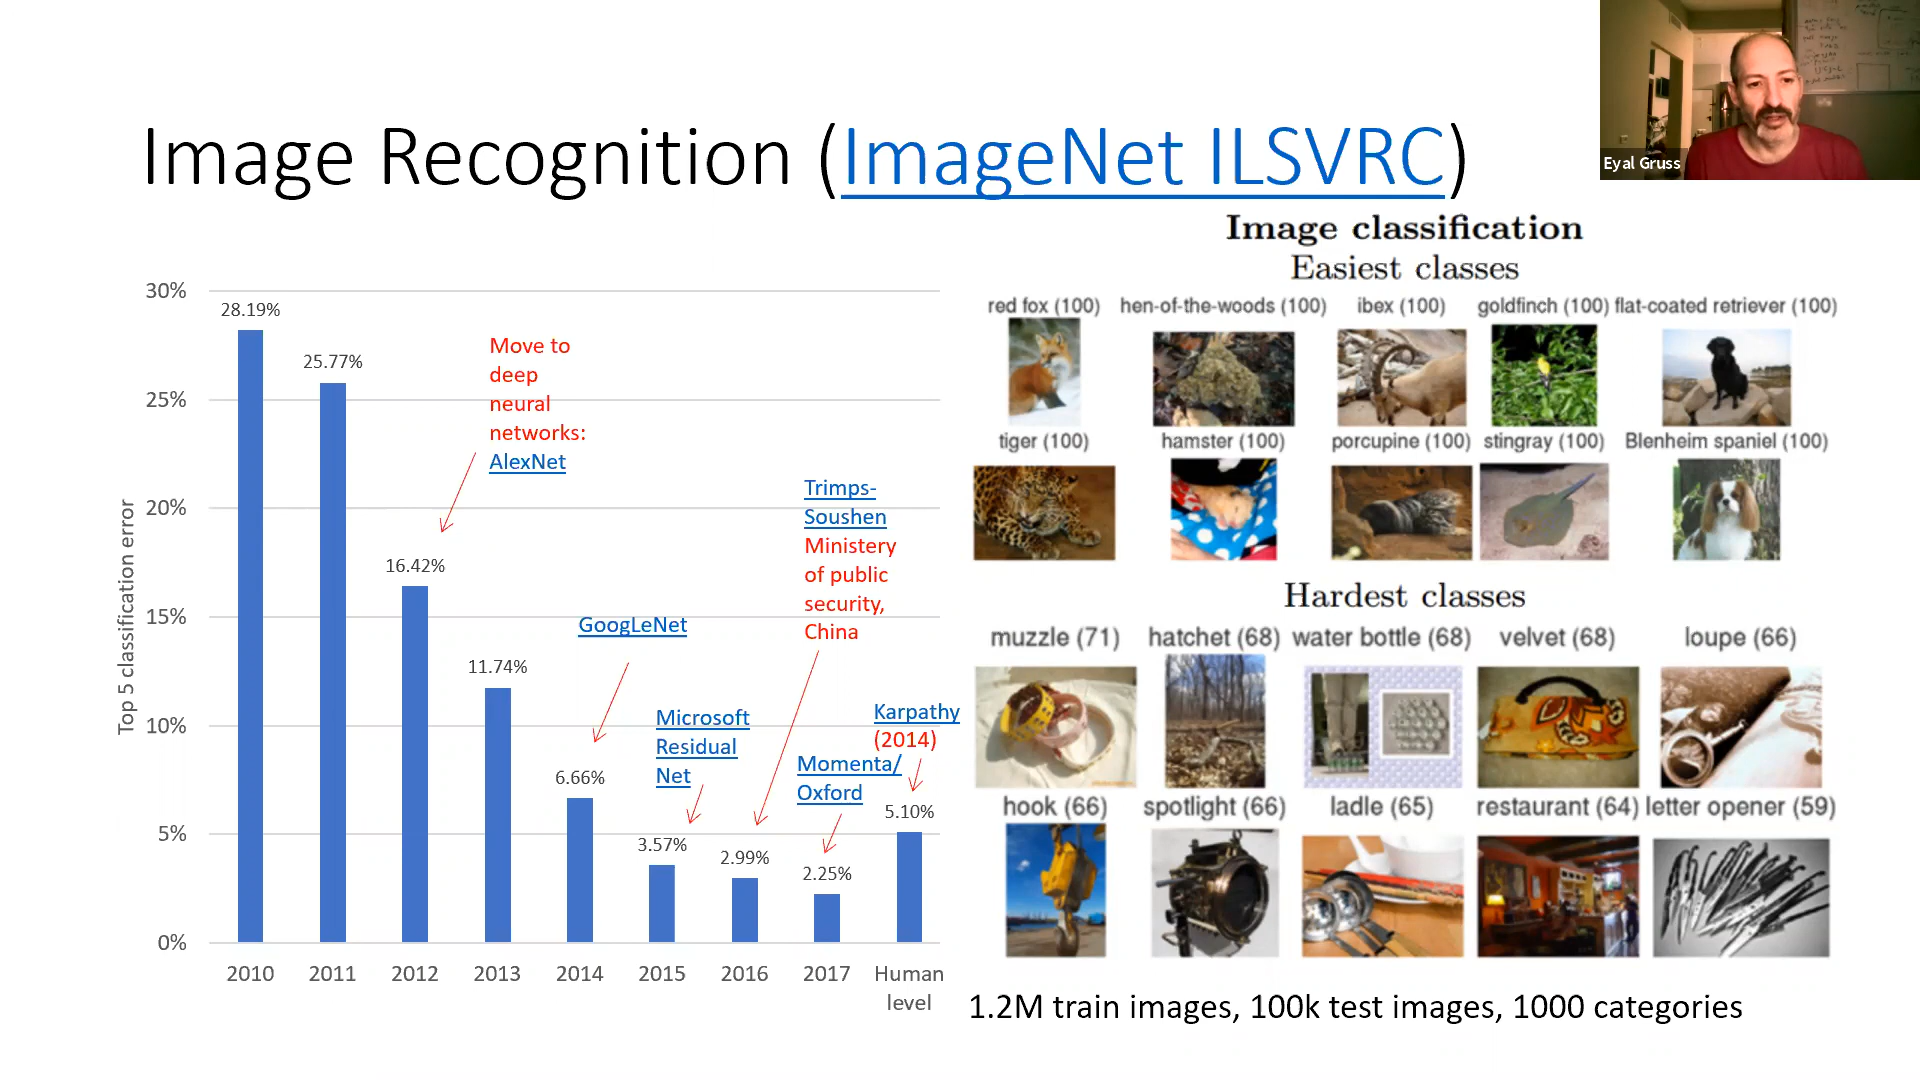 Image Recognition (ImageNet ILSVRC)
Eyal Gruss
Top 5 classification error
30%
25%
20%
15%
10%
5%
0%
28.19%
25.77%
16.42%
11.74%
6.66%
3.57%
2.99%
2.25%
5.10%
Move to
deep
neural
networks:
AlexNet
GoogLeNet
Microsoft
Residual
Net
Trimps-
Soushen
Ministery
of public
security,
China
Momenta/
Oxford
Karpathy
(2014)
2010 2011 2012 2013 2014 2015 2016 2017 Human
level
Image classification
Easiest classes
red fox (100) hen-of-the-woods (100) ibex (100) goldfinch (100) flat-coated retriever (100)
tiger (100) hamster (100) porcupine (100) stingray (100) Blenheim spaniel (100)
Hardest classes
muzzle (71) hatchet (68) water bottle (68) velvet (68) loupe (66)
hook (66) spotlight (66) ladle (65) restaurant (64) letter opener (59)
1.2M train images, 100k test images, 1000 categories